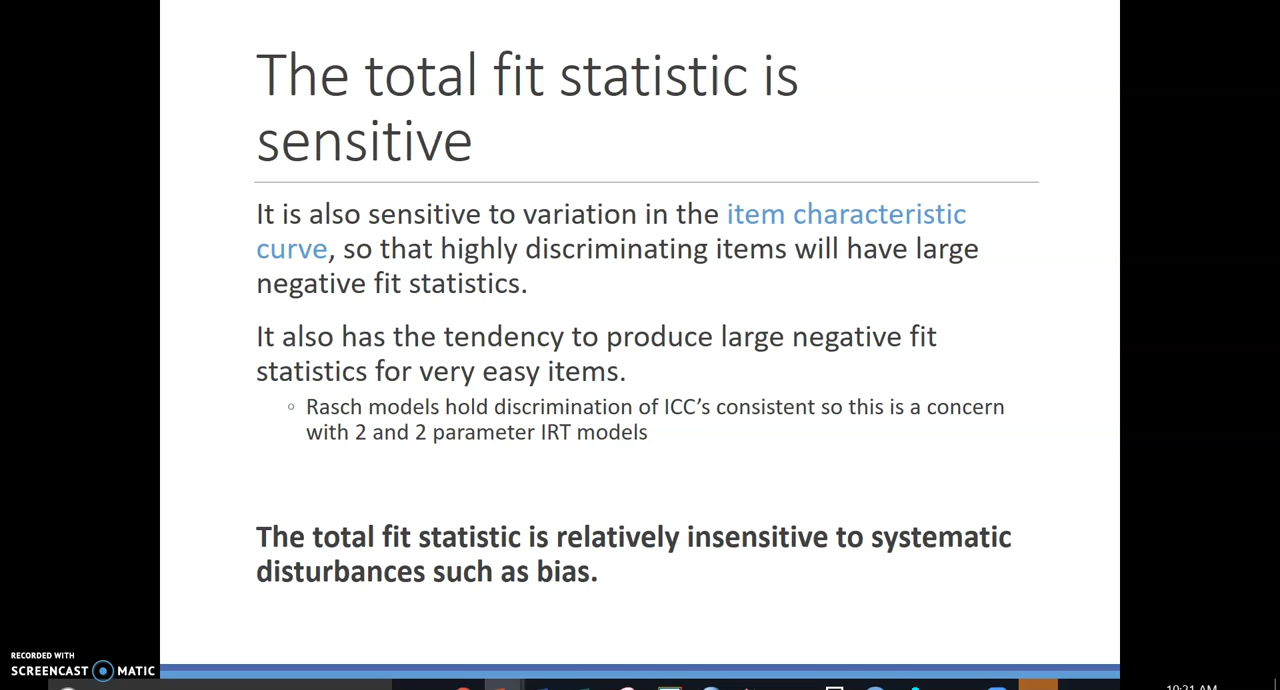 The total fit statistic is
sensitive
It is also sensitive to variation in the item characteristic
curve, so that highly discriminating items will have large
negative fit statistics.
It also has the tendency to produce large negative fit
statistics for very easy items.
Rasch models hold discrimination of ICC’s consistent so this is a concern
with 2 and 2 parameter IRT models
The total fit statistic is relatively insensitive to systematic
disturbances such as bias.
RECORDED WITH
SCREENCAST MATIC
10:21 AM